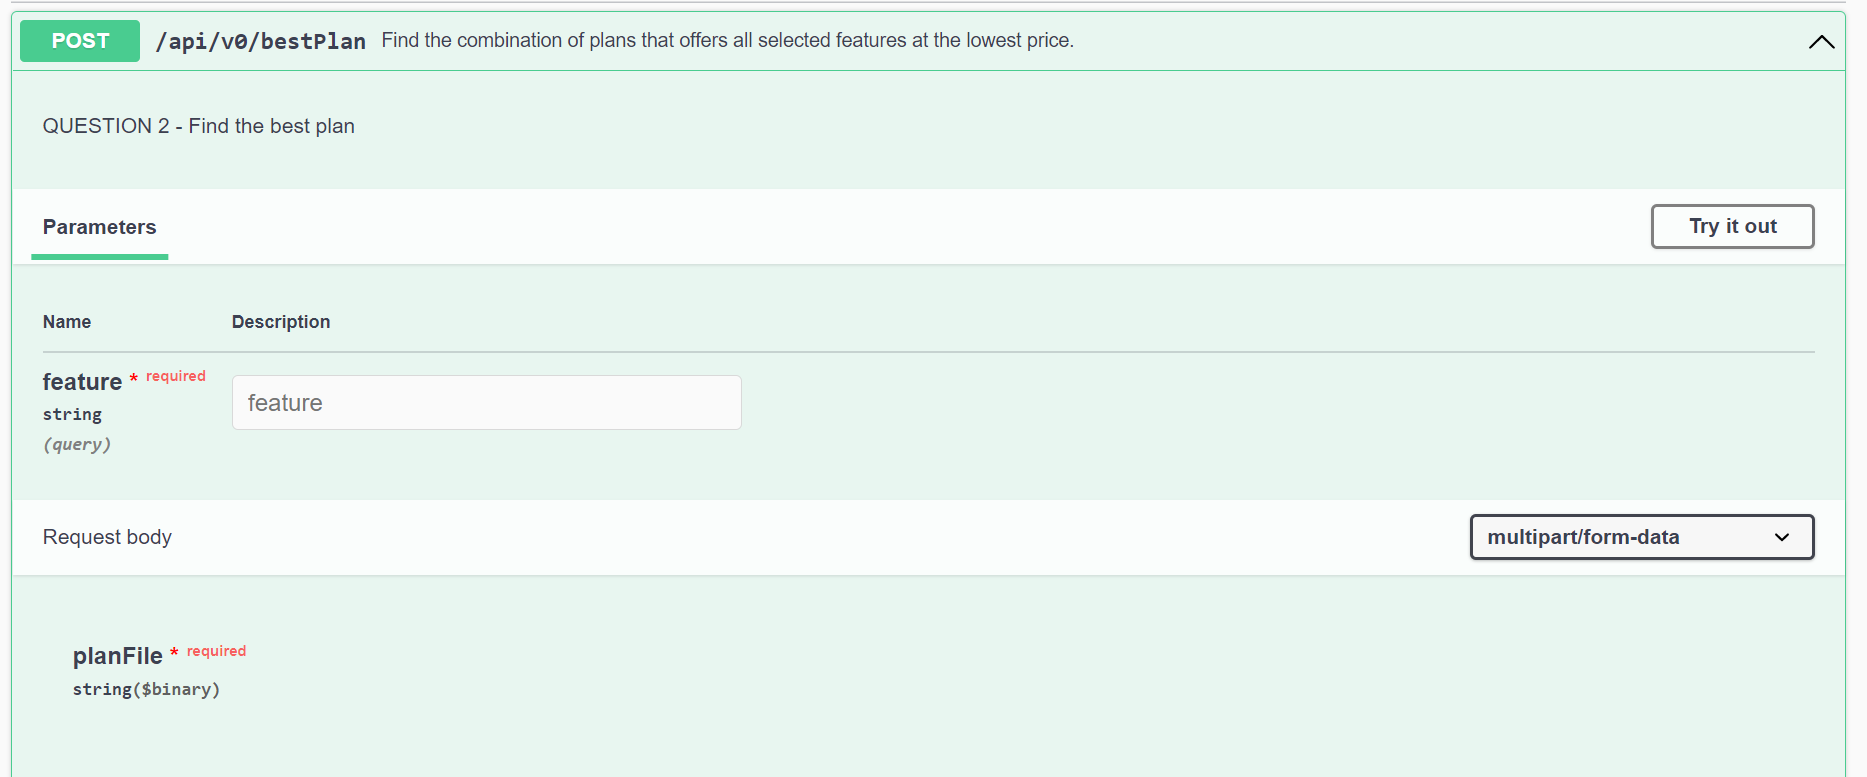 POST /api/v0/bestPlan Find the combination of plans that offers all selected features at the lowest price.
QUESTION 2 - Find the best plan
Parameters Try it out
Name Description
feature * required feature
string
(query)
Request body multipart/form-data
planFile * required
string($binary)